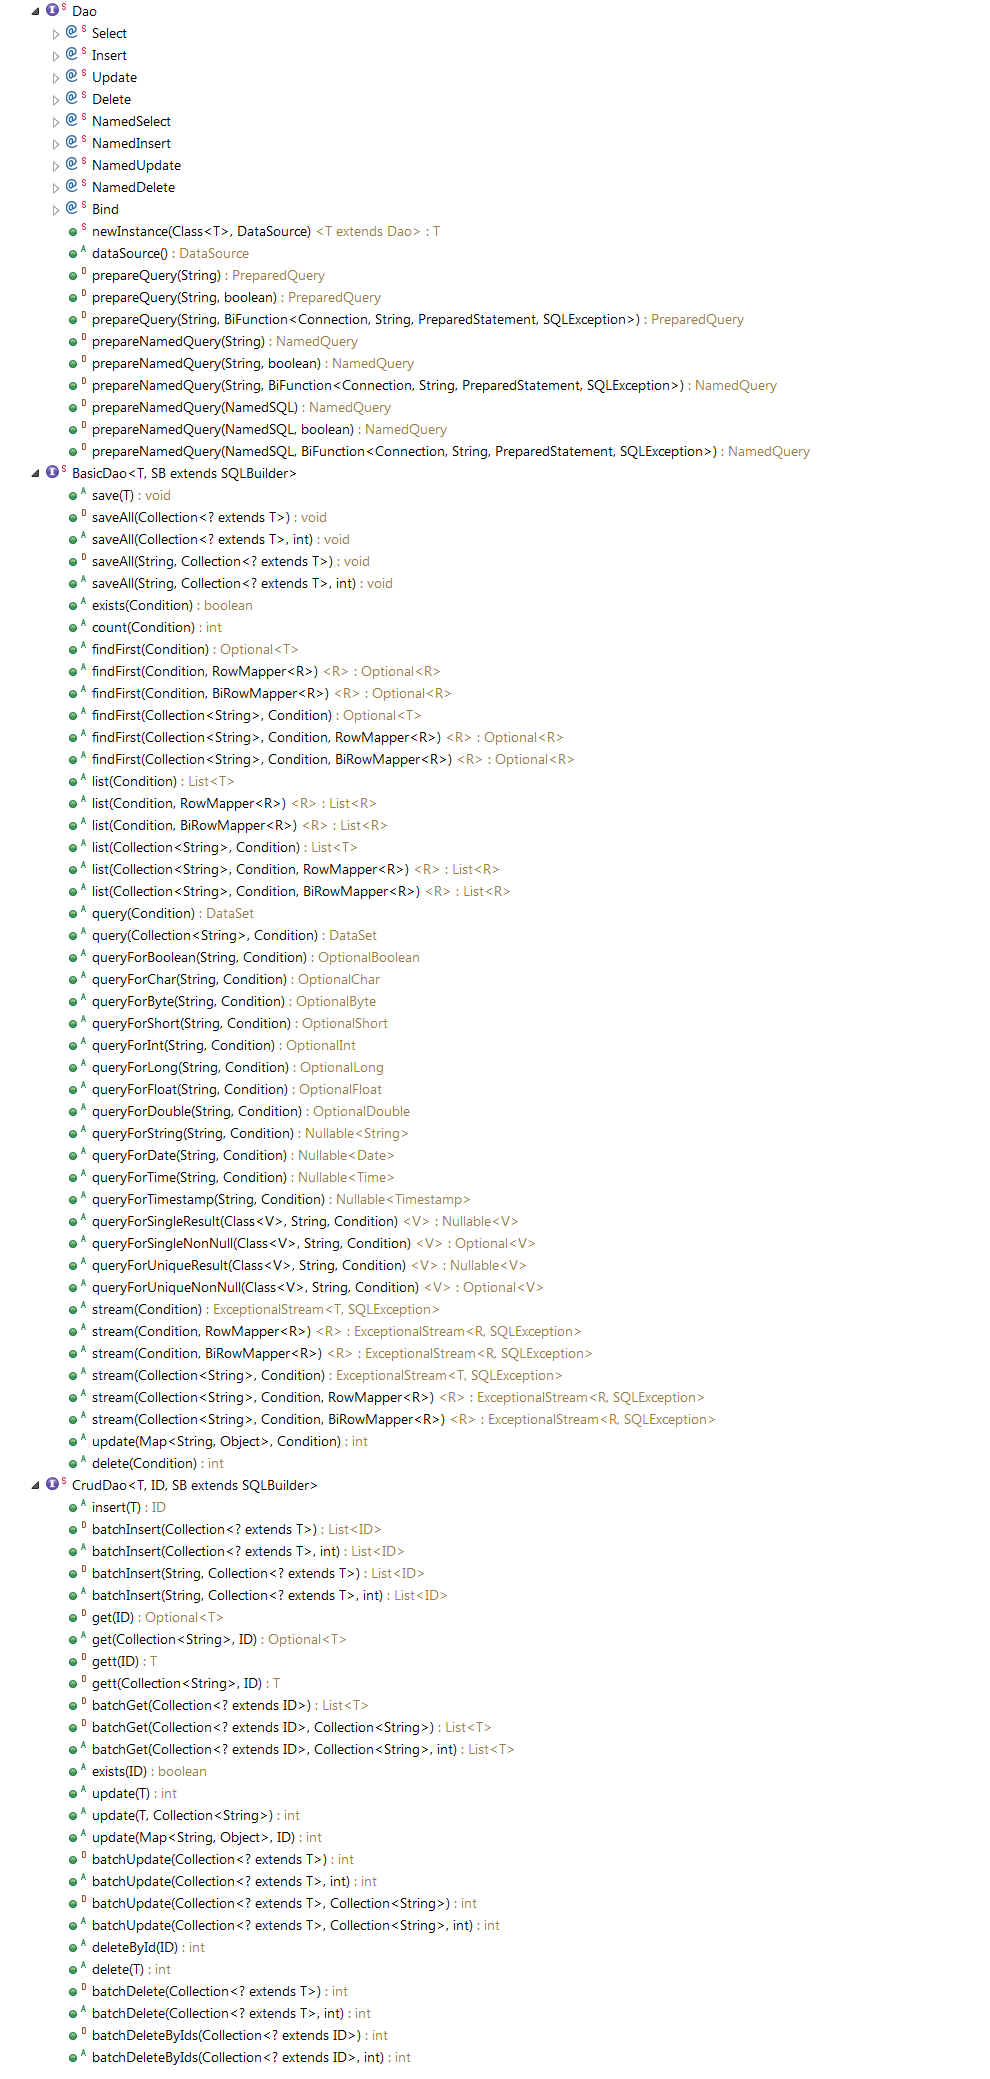 Dao
Select
Insert
Update
Delete
NamedSelect
NamedInsert
NamedUpdate
NamedDelete
Bind
newInstance(Class<T>, DataSource) <T extends Dao> : T
dataSource() : DataSource
prepareQuery(String) : PreparedQuery
prepareQuery(String, boolean) : PreparedQuery
prepareQuery(String, BiFunction<Connection, String, PreparedStatement, SQLException>) : PreparedQuery
prepareNamedQuery(String) : NamedQuery
prepareNamedQuery(String, boolean) : NamedQuery
prepareNamedQuery(String, BiFunction<Connection, String, PreparedStatement, SQLException>) : NamedQuery
prepareNamedQuery(NamedSQL) : NamedQuery
prepareNamedQuery(NamedSQL, boolean) : NamedQuery
prepareNamedQuery(NamedSQL, BiFunction<Connection, String, PreparedStatement, SQLException>) : NamedQuery
BasicDao<T, SB extends SQLBuilder>
save(T) : void
saveAll(Collection<? extends T>) : void
saveAll(Collection<? extends T>, int) : void
saveAll(String, Collection<? extends T>) : void
saveAll(String, Collection<? extends T>, int) : void
exists(Condition) : boolean
count(Condition) : int
findFirst(Condition) : Optional<T>
findFirst(Condition, RowMapper<R>) <R> : Optional<R>
findFirst(Condition, BiRowMapper<R>) <R> : Optional<R>
findFirst(Collection<String>, Condition) : Optional<T>
findFirst(Collection<String>, Condition, RowMapper<R>) <R> : Optional<R>
findFirst(Collection<String>, Condition, BiRowMapper<R>) <R> : Optional<R>
list(Condition) : List<T>
list(Condition, RowMapper<R>) <R> : List<R>
list(Condition, BiRowMapper<R>) <R> : List<R>
list(Collection<String>, Condition) : List<T>
list(Collection<String>, Condition, RowMapper<R>) <R> : List<R>
list(Collection<String>, Condition, BiRowMapper<R>) <R> : List<R>
query(Condition) : DataSet
query(Collection<String>, Condition) : DataSet
queryForBoolean(String, Condition) : OptionalBoolean
queryForChar(String, Condition) : OptionalChar
queryForByte(String, Condition) : OptionalByte
queryForShort(String, Condition) : OptionalShort
queryForInt(String, Condition) : OptionalInt
queryForLong(String, Condition) : OptionalLong
queryForFloat(String, Condition) : OptionalFloat
queryForDouble(String, Condition) : OptionalDouble
queryForString(String, Condition) : Nullable<String>
queryForDate(String, Condition) : Nullable<Date>
queryForTime(String, Condition) : Nullable<Time>
queryForTimestamp(String, Condition) : Nullable<Timestamp>
queryForSingleResult(Class<V>, String, Condition) <V> : Nullable<V>
queryForSingleNonNull(Class<V>, String, Condition) <V> : Optional<V>
queryForUniqueResult(Class<V>, String, Condition) <V> : Nullable<V>
queryForUniqueNonNull(Class<V>, String, Condition) <V> : Optional<V>
stream(Condition) : ExceptionalStream<T, SQLException>
stream(Condition, RowMapper<R>) <R> : ExceptionalStream<R, SQLException>
stream(Condition, BiRowMapper<R>) <R> : ExceptionalStream<R, SQLException>
stream(Collection<String>, Condition) : ExceptionalStream<T, SQLException>
stream(Collection<String>, Condition, RowMapper<R>) <R> : ExceptionalStream<R, SQLException>
stream(Collection<String>, Condition, BiRowMapper<R>) <R> : ExceptionalStream<R, SQLException>
update(Map<String, Object>, Condition) : int
delete(Condition) : int
CrudDao<T, ID, SB extends SQLBuilder>
insert(T) : ID
batchInsert(Collection<? extends T>) : List<ID>
batchInsert(Collection<? extends T>, int) : List<ID>
batchInsert(String, Collection<? extends T>) : List<ID>
batchInsert(String, Collection<? extends T>, int) : List<ID>
get(ID) : Optional<T>
get(Collection<String>, ID) : Optional<T>
gett(ID) : T
gett(Collection<String>, ID) : T
batchGet(Collection<? extends ID>) : List<T>
batchGet(Collection<? extends ID>, Collection<String>) : List<T>
batchGet(Collection<? extends ID>, Collection<String>, int) : List<T>
exists(ID) : boolean
update(T) : int
update(T, Collection<String>) : int
update(Map<String, Object>, ID) : int
batchUpdate(Collection<? extends T>) : int
batchUpdate(Collection<? extends T>, int) : int
batchUpdate(Collection<? extends T>, Collection<String>) : int
batchUpdate(Collection<? extends T>, Collection<String>, int) : int
deleteById(ID) : int
delete(T) : int
batchDelete(Collection<? extends T>) : int
batchDelete(Collection<? extends T>, int) : int
batchDeleteByIds(Collection<? extends ID>) : int
batchDeleteByIds(Collection<? extends ID>, int) : int